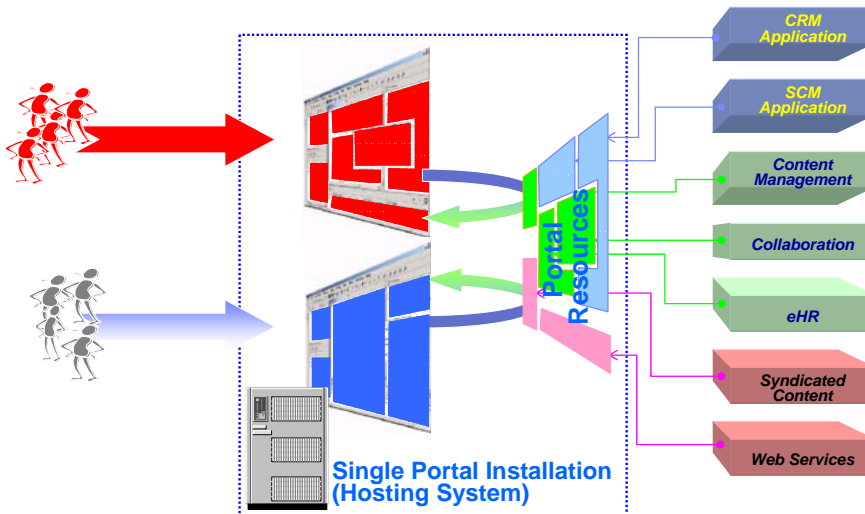 CRM
Application
SCM
Application
Content
Management
Collaboration
eHR
Syndicated
Content
Web Services
Portal
Resources
Single Portal Installation
(Hosting System)